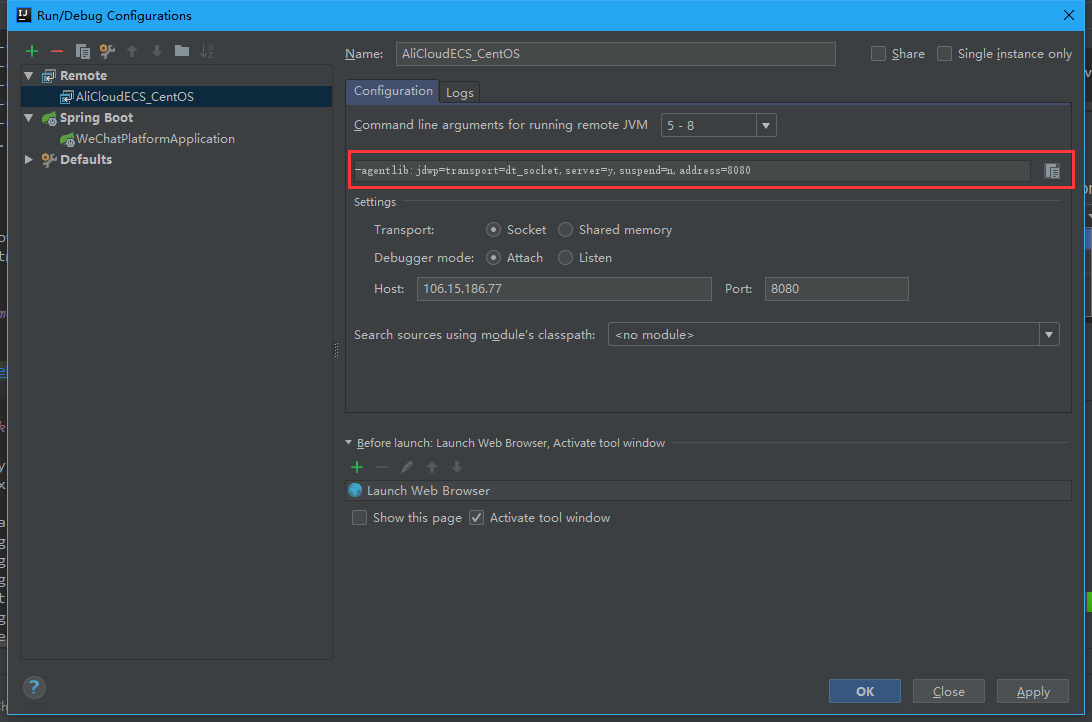 Run/Debug Configurations
Name: AliCloudECS_CentOS
Share
Single instance only
Remote
AliCloudECS_CentOS
Spring Boot
WeChatPlatformApplication
Defaults
Configuration
Logs
Command line arguments for running remote JVM 5 - 8
-agentlib:jdwp=transport=dt_socket,server=y,suspend=n,address=8080
Settings
Transport: Socket Shared memory
Debugger mode: Attach Listen
Host: 106.15.186.77 Port: 8080
Search sources using module's classpath: <no module>
Before launch: Launch Web Browser, Activate tool window
Launch Web Browser
Show this page Activate tool window
? OK Close Apply